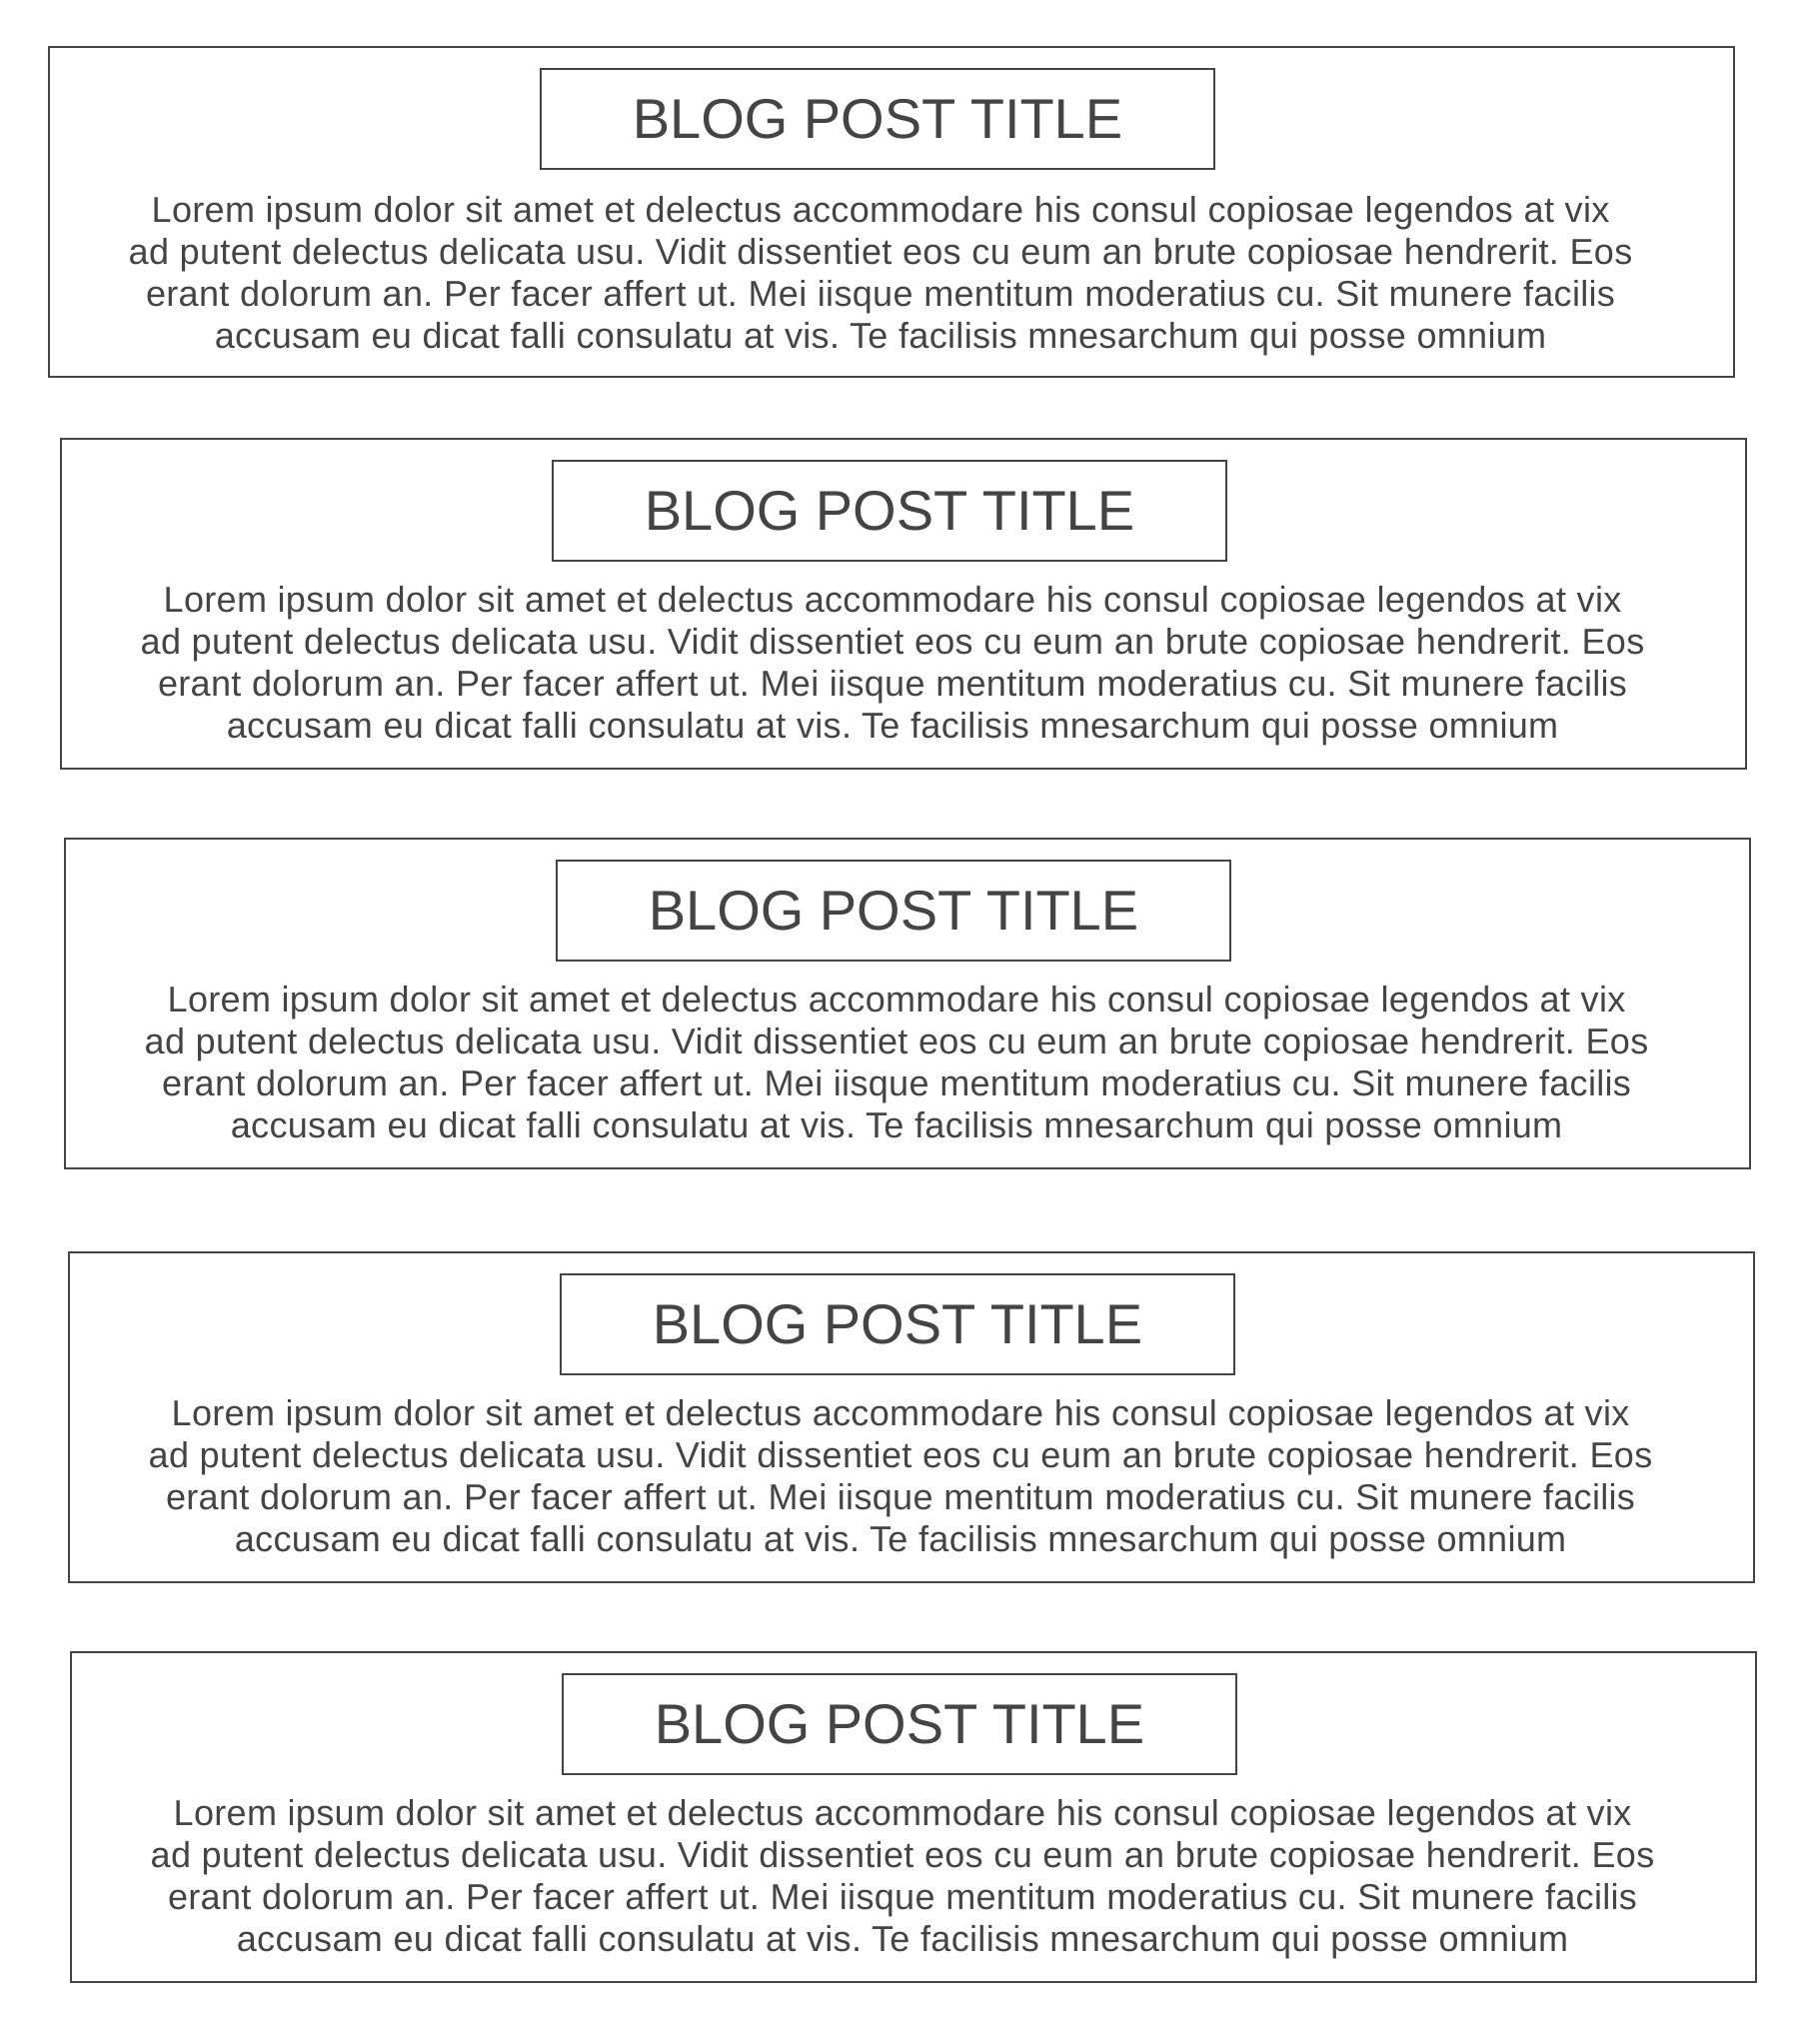 BLOG POST TITLE
Lorem ipsum dolor sit amet et delectus accommodare his consul copiosae legendos at vix
ad putent delectus delicata usu. Vidit dissentiet eos cu eum an brute copiosae hendrerit. Eos
erant dolorum an. Per facer affert ut. Mei iisque mentitum moderatius cu. Sit munere facilis
accusam eu dicat falli consulatu at vis. Te facilisis mnesarchum qui posse omnium
BLOG POST TITLE
Lorem ipsum dolor sit amet et delectus accommodare his consul copiosae legendos at vix
ad putent delectus delicata usu. Vidit dissentiet eos cu eum an brute copiosae hendrerit. Eos
erant dolorum an. Per facer affert ut. Mei iisque mentitum moderatius cu. Sit munere facilis
accusam eu dicat falli consulatu at vis. Te facilisis mnesarchum qui posse omnium
BLOG POST TITLE
Lorem ipsum dolor sit amet et delectus accommodare his consul copiosae legendos at vix
ad putent delectus delicata usu. Vidit dissentiet eos cu eum an brute copiosae hendrerit. Eos
erant dolorum an. Per facer affert ut. Mei iisque mentitum moderatius cu. Sit munere facilis
accusam eu dicat falli consulatu at vis. Te facilisis mnesarchum qui posse omnium
BLOG POST TITLE
Lorem ipsum dolor sit amet et delectus accommodare his consul copiosae legendos at vix
ad putent delectus delicata usu. Vidit dissentiet eos cu eum an brute copiosae hendrerit. Eos
erant dolorum an. Per facer affert ut. Mei iisque mentitum moderatius cu. Sit munere facilis
accusam eu dicat falli consulatu at vis. Te facilisis mnesarchum qui posse omnium
BLOG POST TITLE
Lorem ipsum dolor sit amet et delectus accommodare his consul copiosae legendos at vix
ad putent delectus delicata usu. Vidit dissentiet eos cu eum an brute copiosae hendrerit. Eos
erant dolorum an. Per facer affert ut. Mei iisque mentitum moderatius cu. Sit munere facilis
accusam eu dicat falli consulatu at vis. Te facilisis mnesarchum qui posse omnium